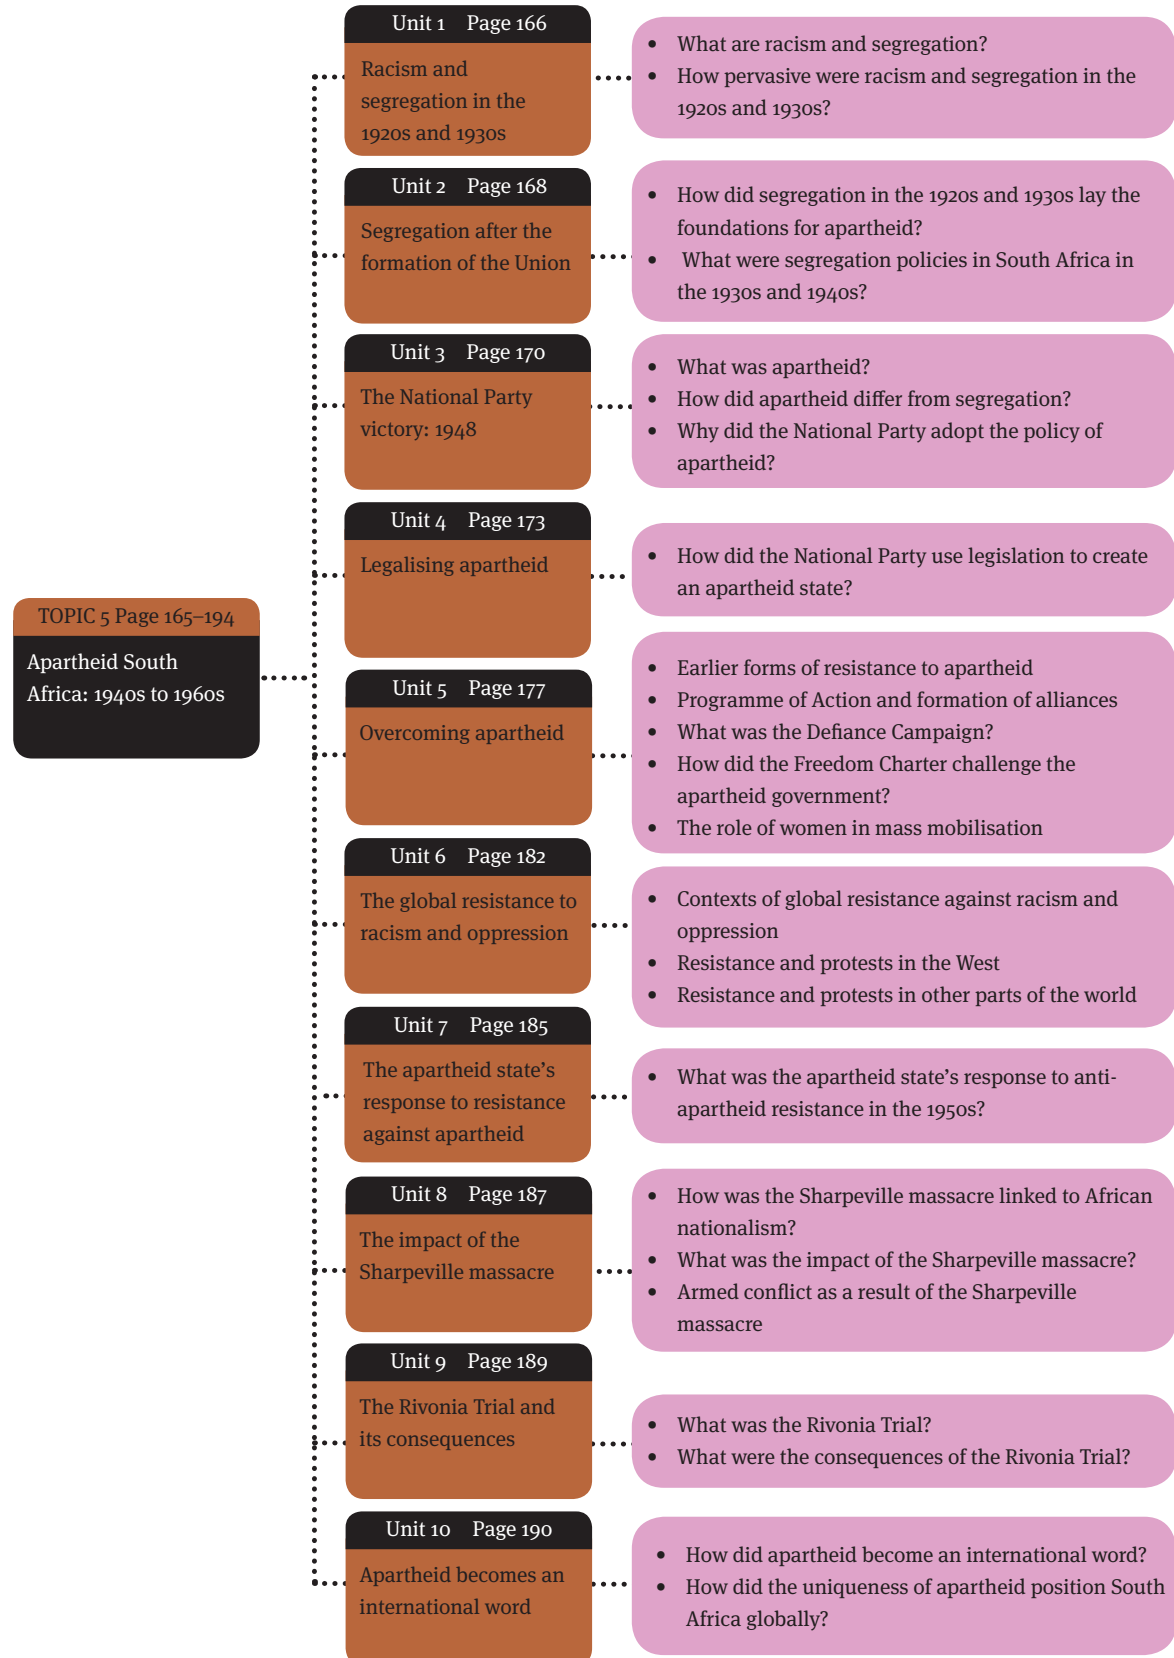 TOPIC 5 Page 165–194
Apartheid South
Africa: 1940s to 1960s
Unit 1 Page 166
Racism and
segregation in the
1920s and 1930s
• What are racism and segregation?
• How pervasive were racism and segregation in the
1920s and 1930s?
Unit 2 Page 168
Segregation after the
formation of the Union
• How did segregation in the 1920s and 1930s lay the
foundations for apartheid?
• What were segregation policies in South Africa in
the 1930s and 1940s?
Unit 3 Page 170
The National Party
victory: 1948
• What was apartheid?
• How did apartheid differ from segregation?
• Why did the National Party adopt the policy of
apartheid?
Unit 4 Page 173
Legalising apartheid
• How did the National Party use legislation to create
an apartheid state?
Unit 5 Page 177
Overcoming apartheid
• Earlier forms of resistance to apartheid
• Programme of Action and formation of alliances
• What was the Defiance Campaign?
• How did the Freedom Charter challenge the
apartheid government?
• The role of women in mass mobilisation
Unit 6 Page 182
The global resistance to
racism and oppression
• Contexts of global resistance against racism and
oppression
• Resistance and protests in the West
• Resistance and protests in other parts of the world
Unit 7 Page 185
The apartheid state's
response to resistance
against apartheid
• What was the apartheid state's response to anti-
apartheid resistance in the 1950s?
Unit 8 Page 187
The impact of the
Sharpeville massacre
• How was the Sharpeville massacre linked to African
nationalism?
• What was the impact of the Sharpeville massacre?
• Armed conflict as a result of the Sharpeville
massacre
Unit 9 Page 189
The Rivonia Trial and
its consequences
• What was the Rivonia Trial?
• What were the consequences of the Rivonia Trial?
Unit 10 Page 190
Apartheid becomes an
international word
• How did apartheid become an international word?
• How did the uniqueness of apartheid position South
Africa globally?